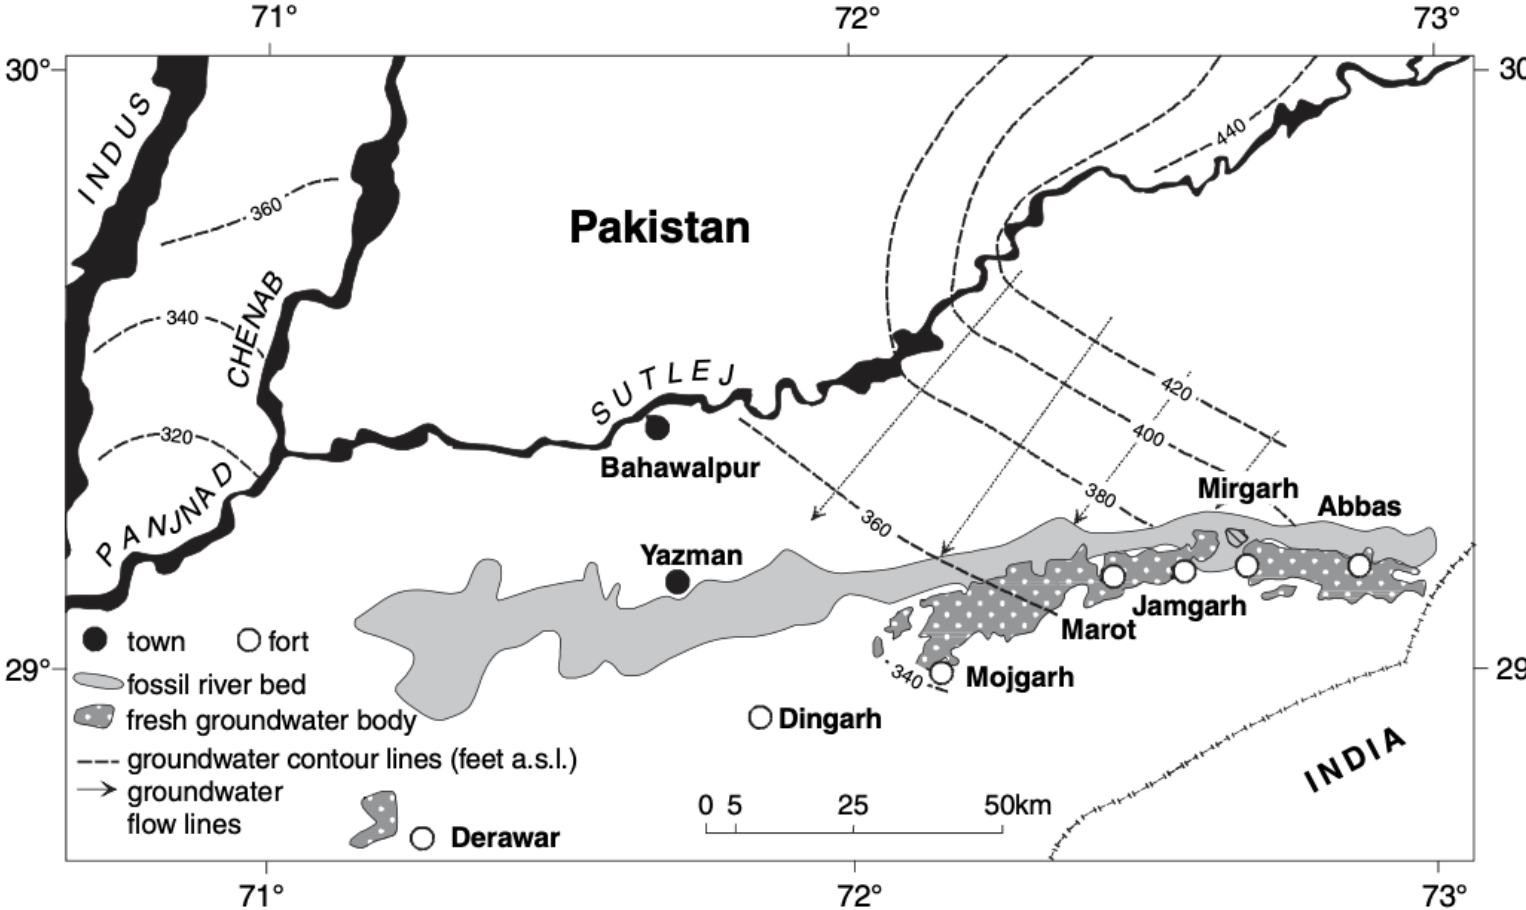 71°
72°
73°
30°
30
INDUS
440
360
Pakistan
340
CHENAB
420
SUTLEJ
400
320
Bahawalpur
380
Mirgarh
Abbas
PANJNAD
360
Yazman
Jamgarh
Marot
town
fort
29°
29
340
Mojgarh
fossil river bed
fresh groundwater body
Dingarh
groundwater contour lines (feet a.s.l.)
INDIA
groundwater
flow lines
0 5 25 50km
Derawar
71°
72°
73°